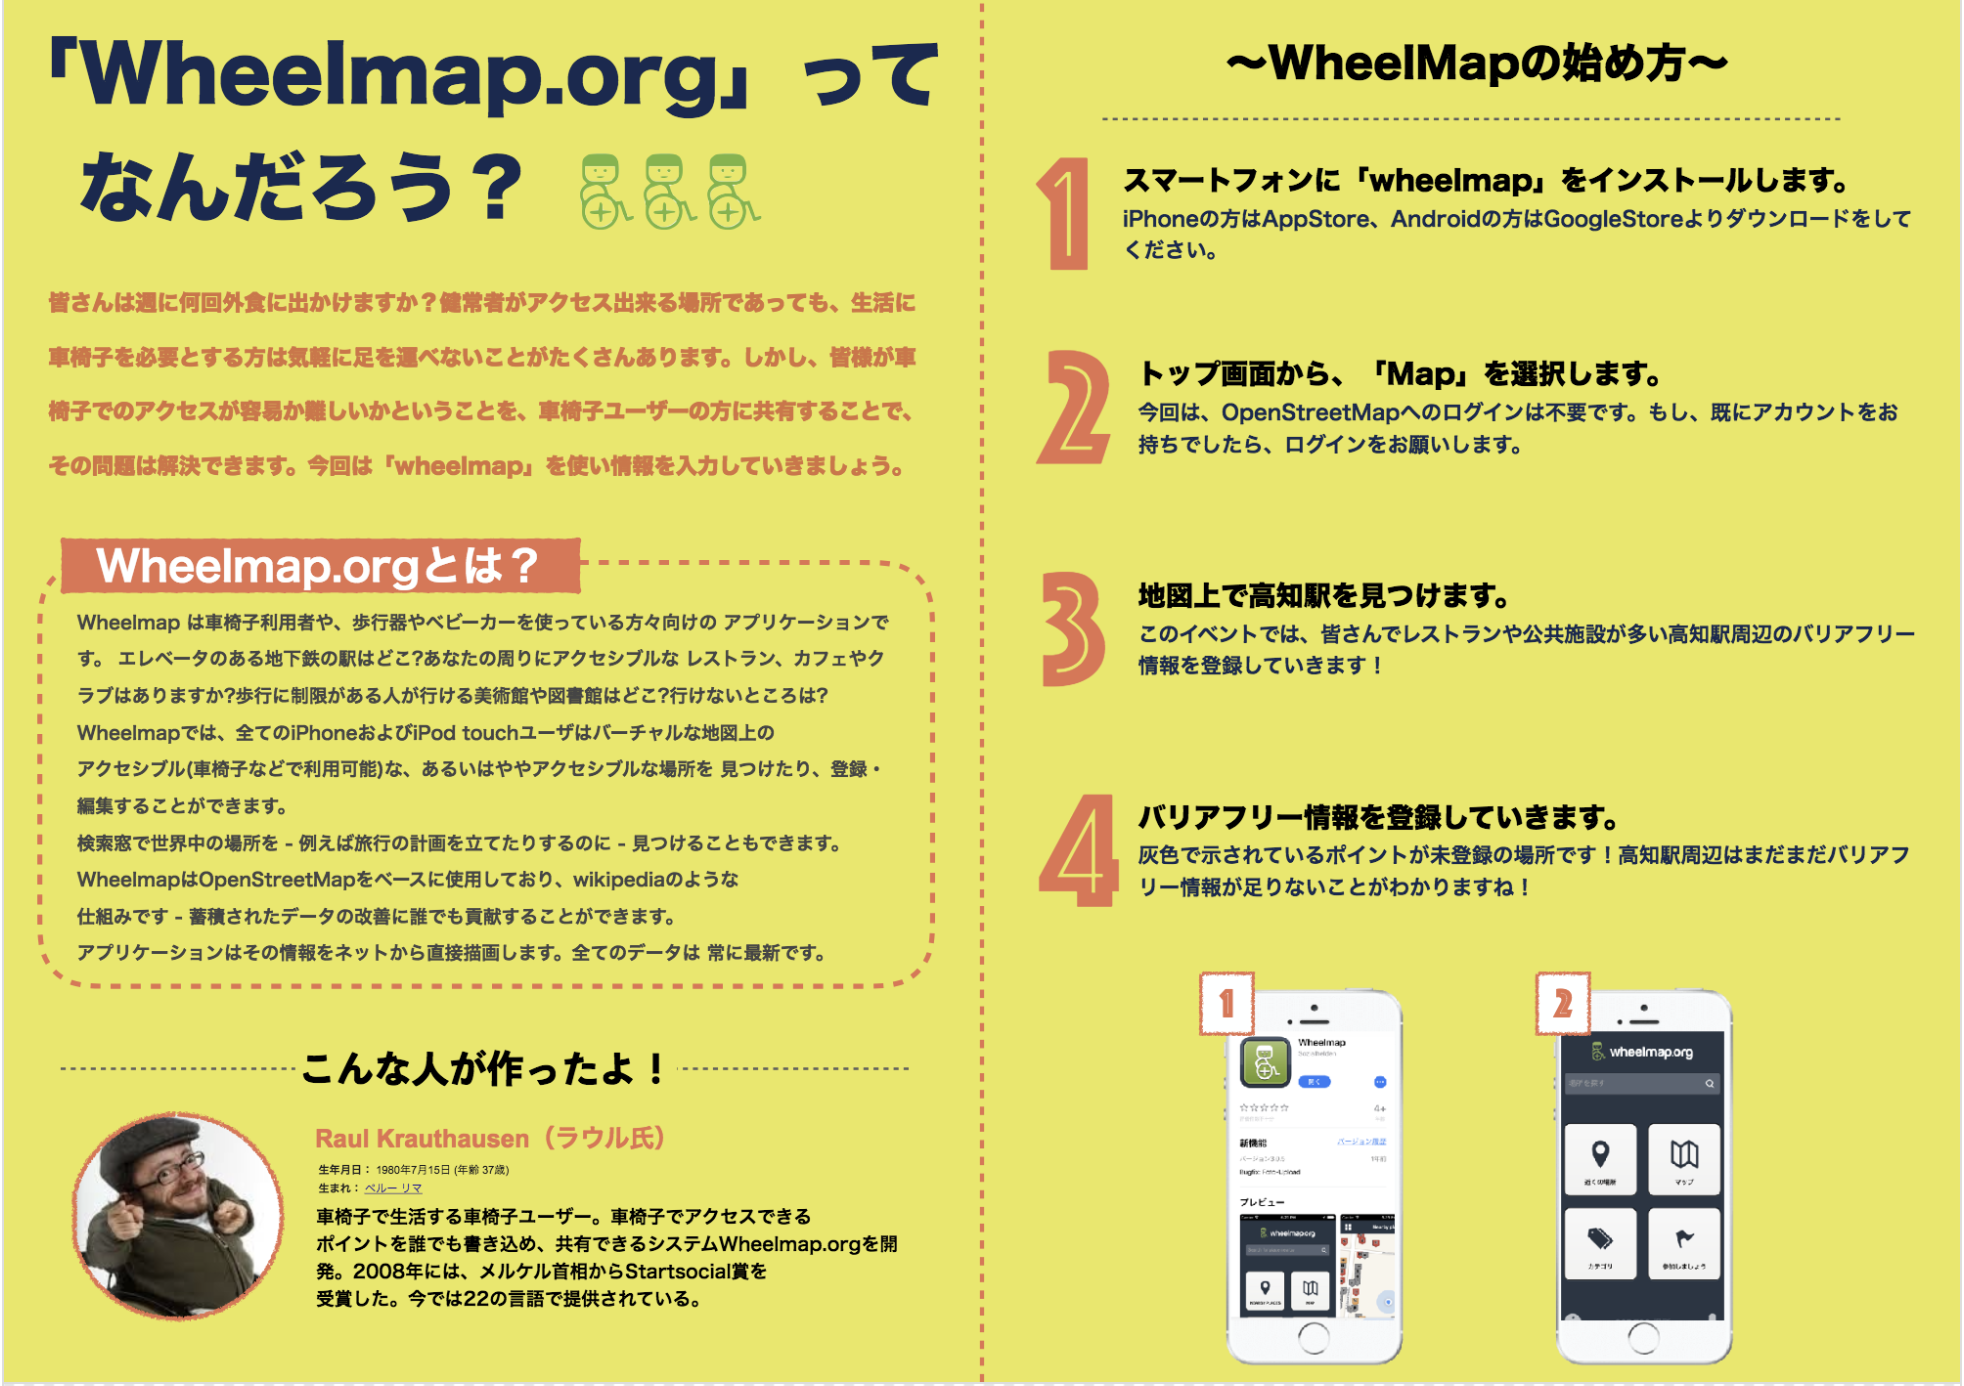 「Wheelmap.org」って
なんだろう？
皆さんは週に何回外食に出かけますか？健常者がアクセス出来る場所であっても、生活に
車椅子を必要とする方は気軽に足を運べないことがたくさんあります。しかし、皆様が車
椅子でのアクセスが容易か難しいかということを、車椅子ユーザーの方に共有することで、
その問題は解決できます。今回は「wheelmap」を使い情報を入力していきましょう。
Wheelmap.orgとは？
Wheelmap は車椅子利用者や、歩行器やベビーカーを使っている方々向けの アプリケーションで
す。 エレベータのある地下鉄の駅はどこ?あなたの周りにアクセシブルな レストラン、カフェやク
ラブはありますか?歩行に制限がある人が行ける美術館や図書館はどこ?行けないところは?
Wheelmapでは、全てのiPhoneおよびiPod touchユーザはバーチャルな地図上の
アクセシブル(車椅子などで利用可能)な、あるいはややアクセシブルな場所を 見つけたり、登録・
編集することができます。
検索窓で世界中の場所を - 例えば旅行の計画を立てたりするのに - 見つけることもできます。
WheelmapはOpenStreetMapをベースに使用しており、wikipediaのような
仕組みです - 蓄積されたデータの改善に誰でも貢献することができます。
アプリケーションはその情報をネットから直接描画します。全てのデータは 常に最新です。
こんな人が作ったよ！
Raul Krauthausen（ラウル氏）
生年月日： 1980年7月15日 (年齢 37歳)
生まれ： ペルー リマ
車椅子で生活する車椅子ユーザー。車椅子でアクセスできる
ポイントを誰でも書き込め、共有できるシステムWheelmap.orgを開
発。2008年には、メルケル首相からStartsocial賞を
受賞した。今では22の言語で提供されている。
〜WheelMapの始め方〜
1
スマートフォンに「wheelmap」をインストールします。
iPhoneの方はAppStore、Androidの方はGoogleStoreよりダウンロードをして
ください。
2
トップ画面から、「Map」を選択します。
今回は、OpenStreetMapへのログインは不要です。もし、既にアカウントをお
持ちでしたら、ログインをお願いします。
3
地図上で高知駅を見つけます。
このイベントでは、皆さんでレストランや公共施設が多い高知駅周辺のバリアフリー
情報を登録していきます！
4
バリアフリー情報を登録していきます。
灰色で示されているポイントが未登録の場所です！高知駅周辺はまだまだバリアフ
リー情報が足りないことがわかりますね！
1
Wheelmap
開く
4+
新機能
バージョン履歴
バージョン3.0.5
1年前
Bugfix: Foto-Upload
プレビュー
wheelmap.org
2
wheelmap.org
場所を探す
近くの場所
マップ
カテゴリ
参加しましょう